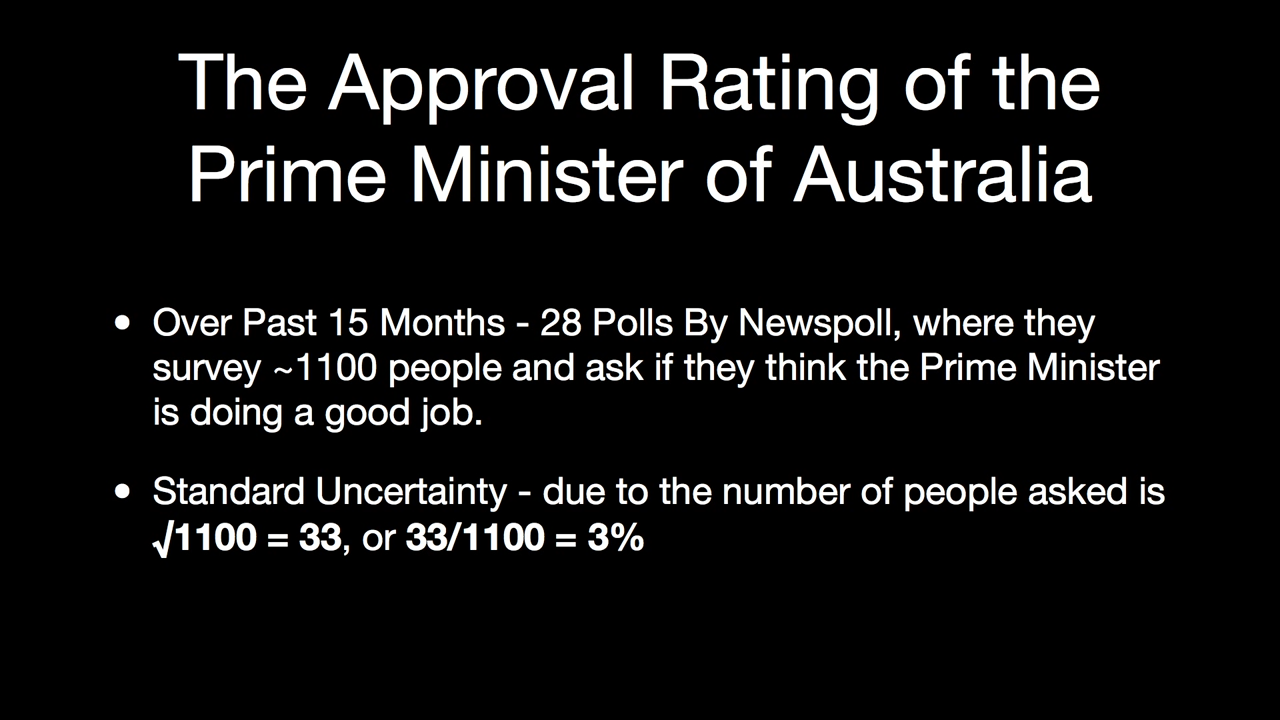 The Approval Rating of the
Prime Minister of Australia
• Over Past 15 Months - 28 Polls By Newspoll, where they
survey ~1100 people and ask if they think the Prime Minister
is doing a good job.
• Standard Uncertainty - due to the number of people asked is
√1100 = 33, or 33/1100 = 3%